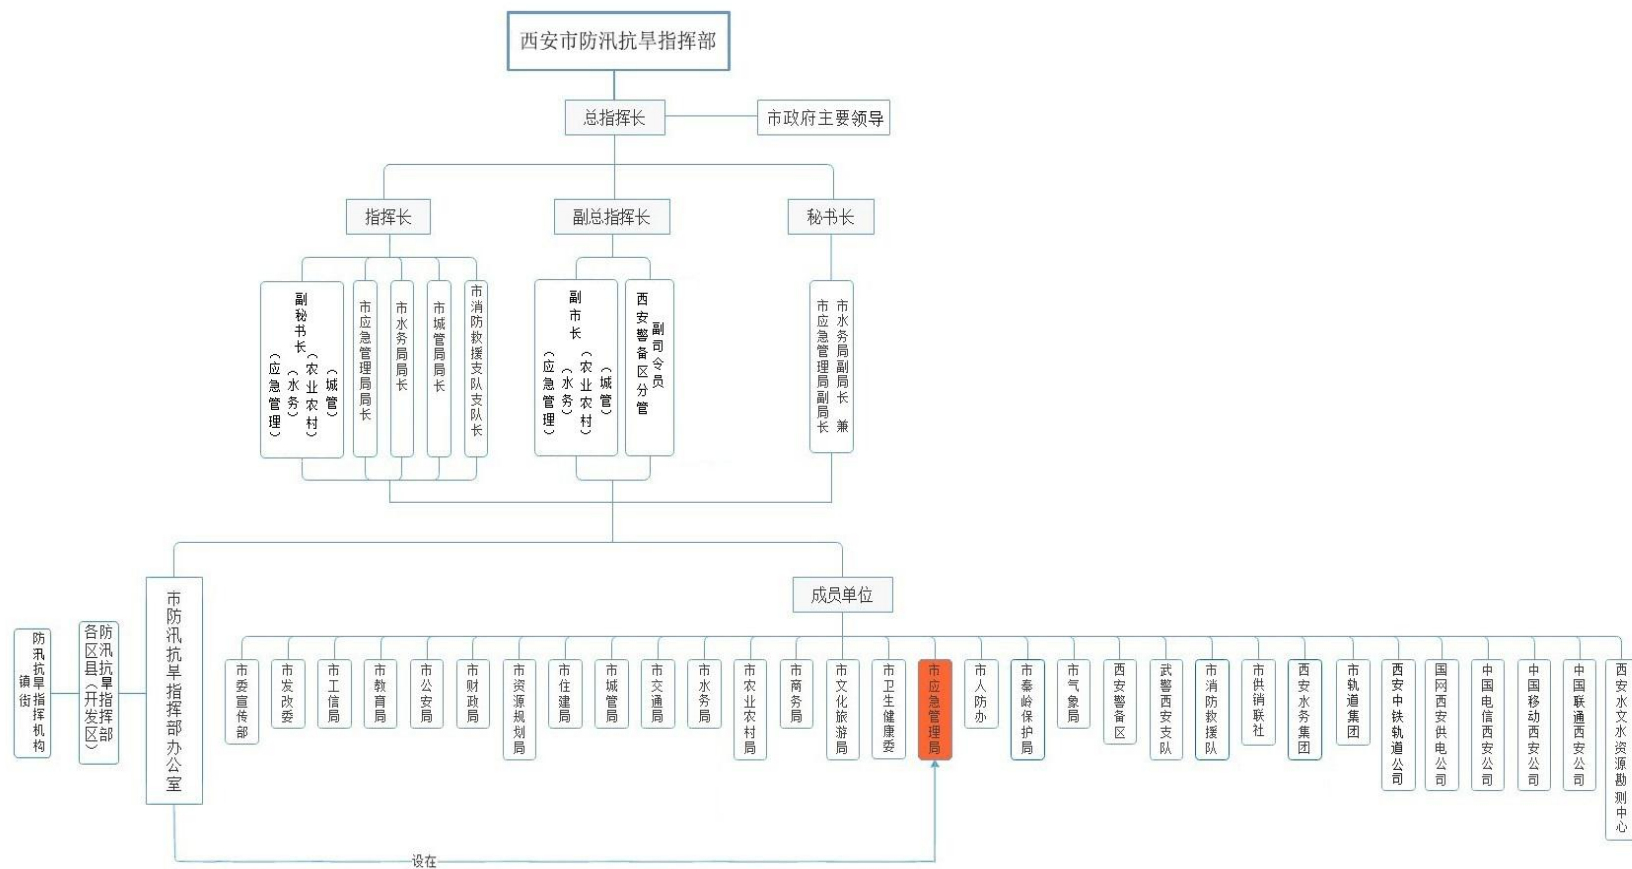 西安市防汛抗旱指挥部
总指挥长
市政府主要领导
指挥长
副总指挥长
秘书长
副秘书长
（应急管理）
（水务）
（农业农村）
（城管）
市应急管理局局长
市水务局局长
市城管局局长
市消防救援支队支队长
副市长
（应急管理）
（水务）
（农业农村）
（城管）
西安警备区分管
副司令员
市水务局副局长 兼
市应急管理局副局长
成员单位
市防汛抗旱指挥部办公室
各区县（开发区）
防汛抗旱指挥部
镇街
防汛抗旱指挥机构
市委宣传部
市发改委
市工信局
市教育局
市公安局
市财政局
市资源规划局
市住建局
市城管局
市交通局
市水务局
市农业农村局
市商务局
市文化旅游局
市卫生健康委
市应急管理局
市人防办
市秦岭保护局
市气象局
西安警备区
武警西安支队
市消防救援队
市供销联社
西安水务集团
市轨道集团
西安中铁轨道公司
国网西安供电公司
中国电信西安公司
中国移动西安公司
中国联通西安公司
西安水文水资源勘测中心
设在